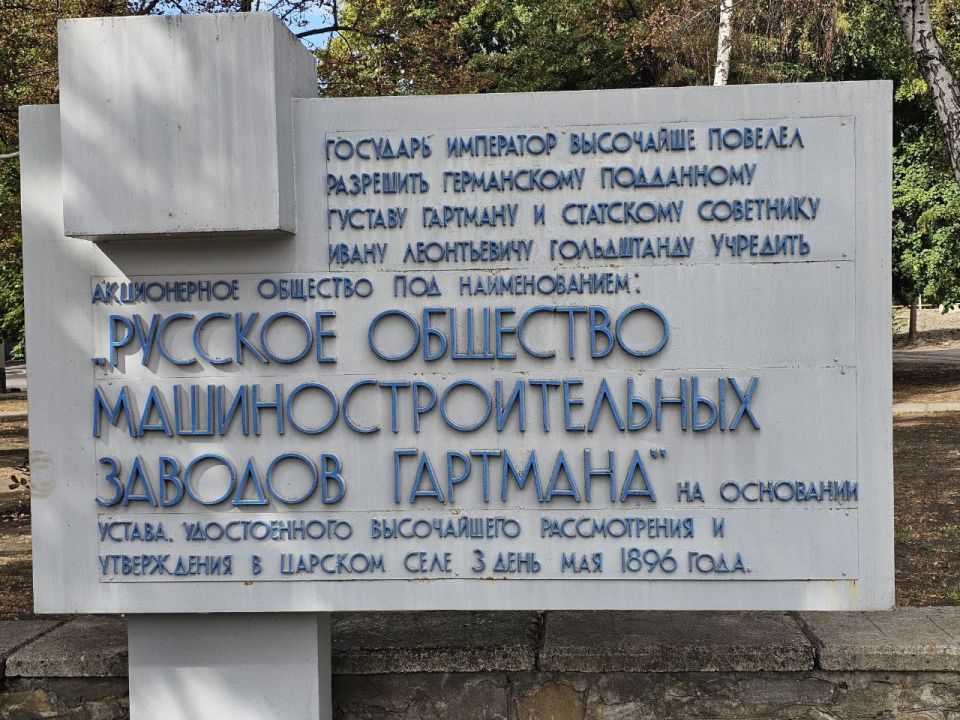 ГОСУДАРЬ ИМПЕРАТОР ВЫСОЧАЙШЕ ПОВЕЛЕЛ
РАЗРЕШИТЬ ГЕРМАНСКОМУ ПОДДАННОМУ
ГУСТАВУ ГАРТМАНУ И СТАТСКОМУ СОВЕТНИКУ
ИВАНУ ЛЕОНТЬЕВИЧУ ГОЛЬДШТАНДУ УЧРЕДИТЬ
АКЦИОНЕРНОЕ ОБЩЕСТВО ПОД НАИМЕНОВАНИЕМ:
„РУССКОЕ ОБЩЕСТВО
МАШИНОСТРОИТЕЛЬНЫХ
ЗАВОДОВ ГАРТМАНА" НА ОСНОВАНИИ
УСТАВА, УДОСТОЕННОГО ВЫСОЧАЙШЕГО РАССМОТРЕНИЯ И
УТВЕРЖДЕНИЯ В ЦАРСКОМ СЕЛЕ 3 ДЕНЬ МАЯ 1896 ГОДА.